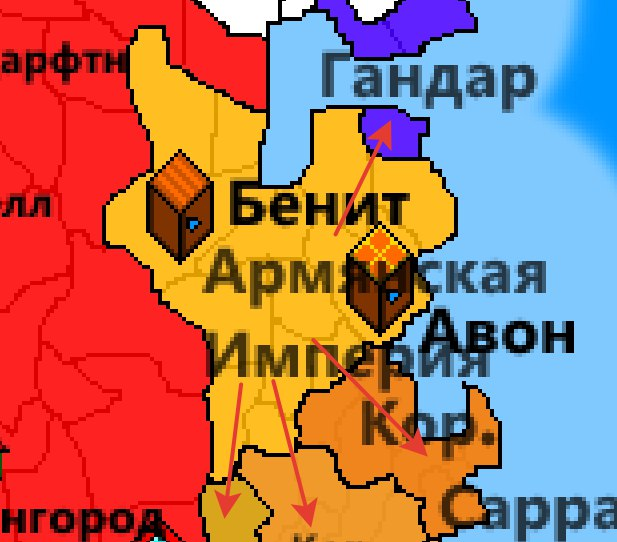 арфтн
Гандар
лл
Бенит
Армянская
Авон
Империя
Кор.
Сарра
нгород